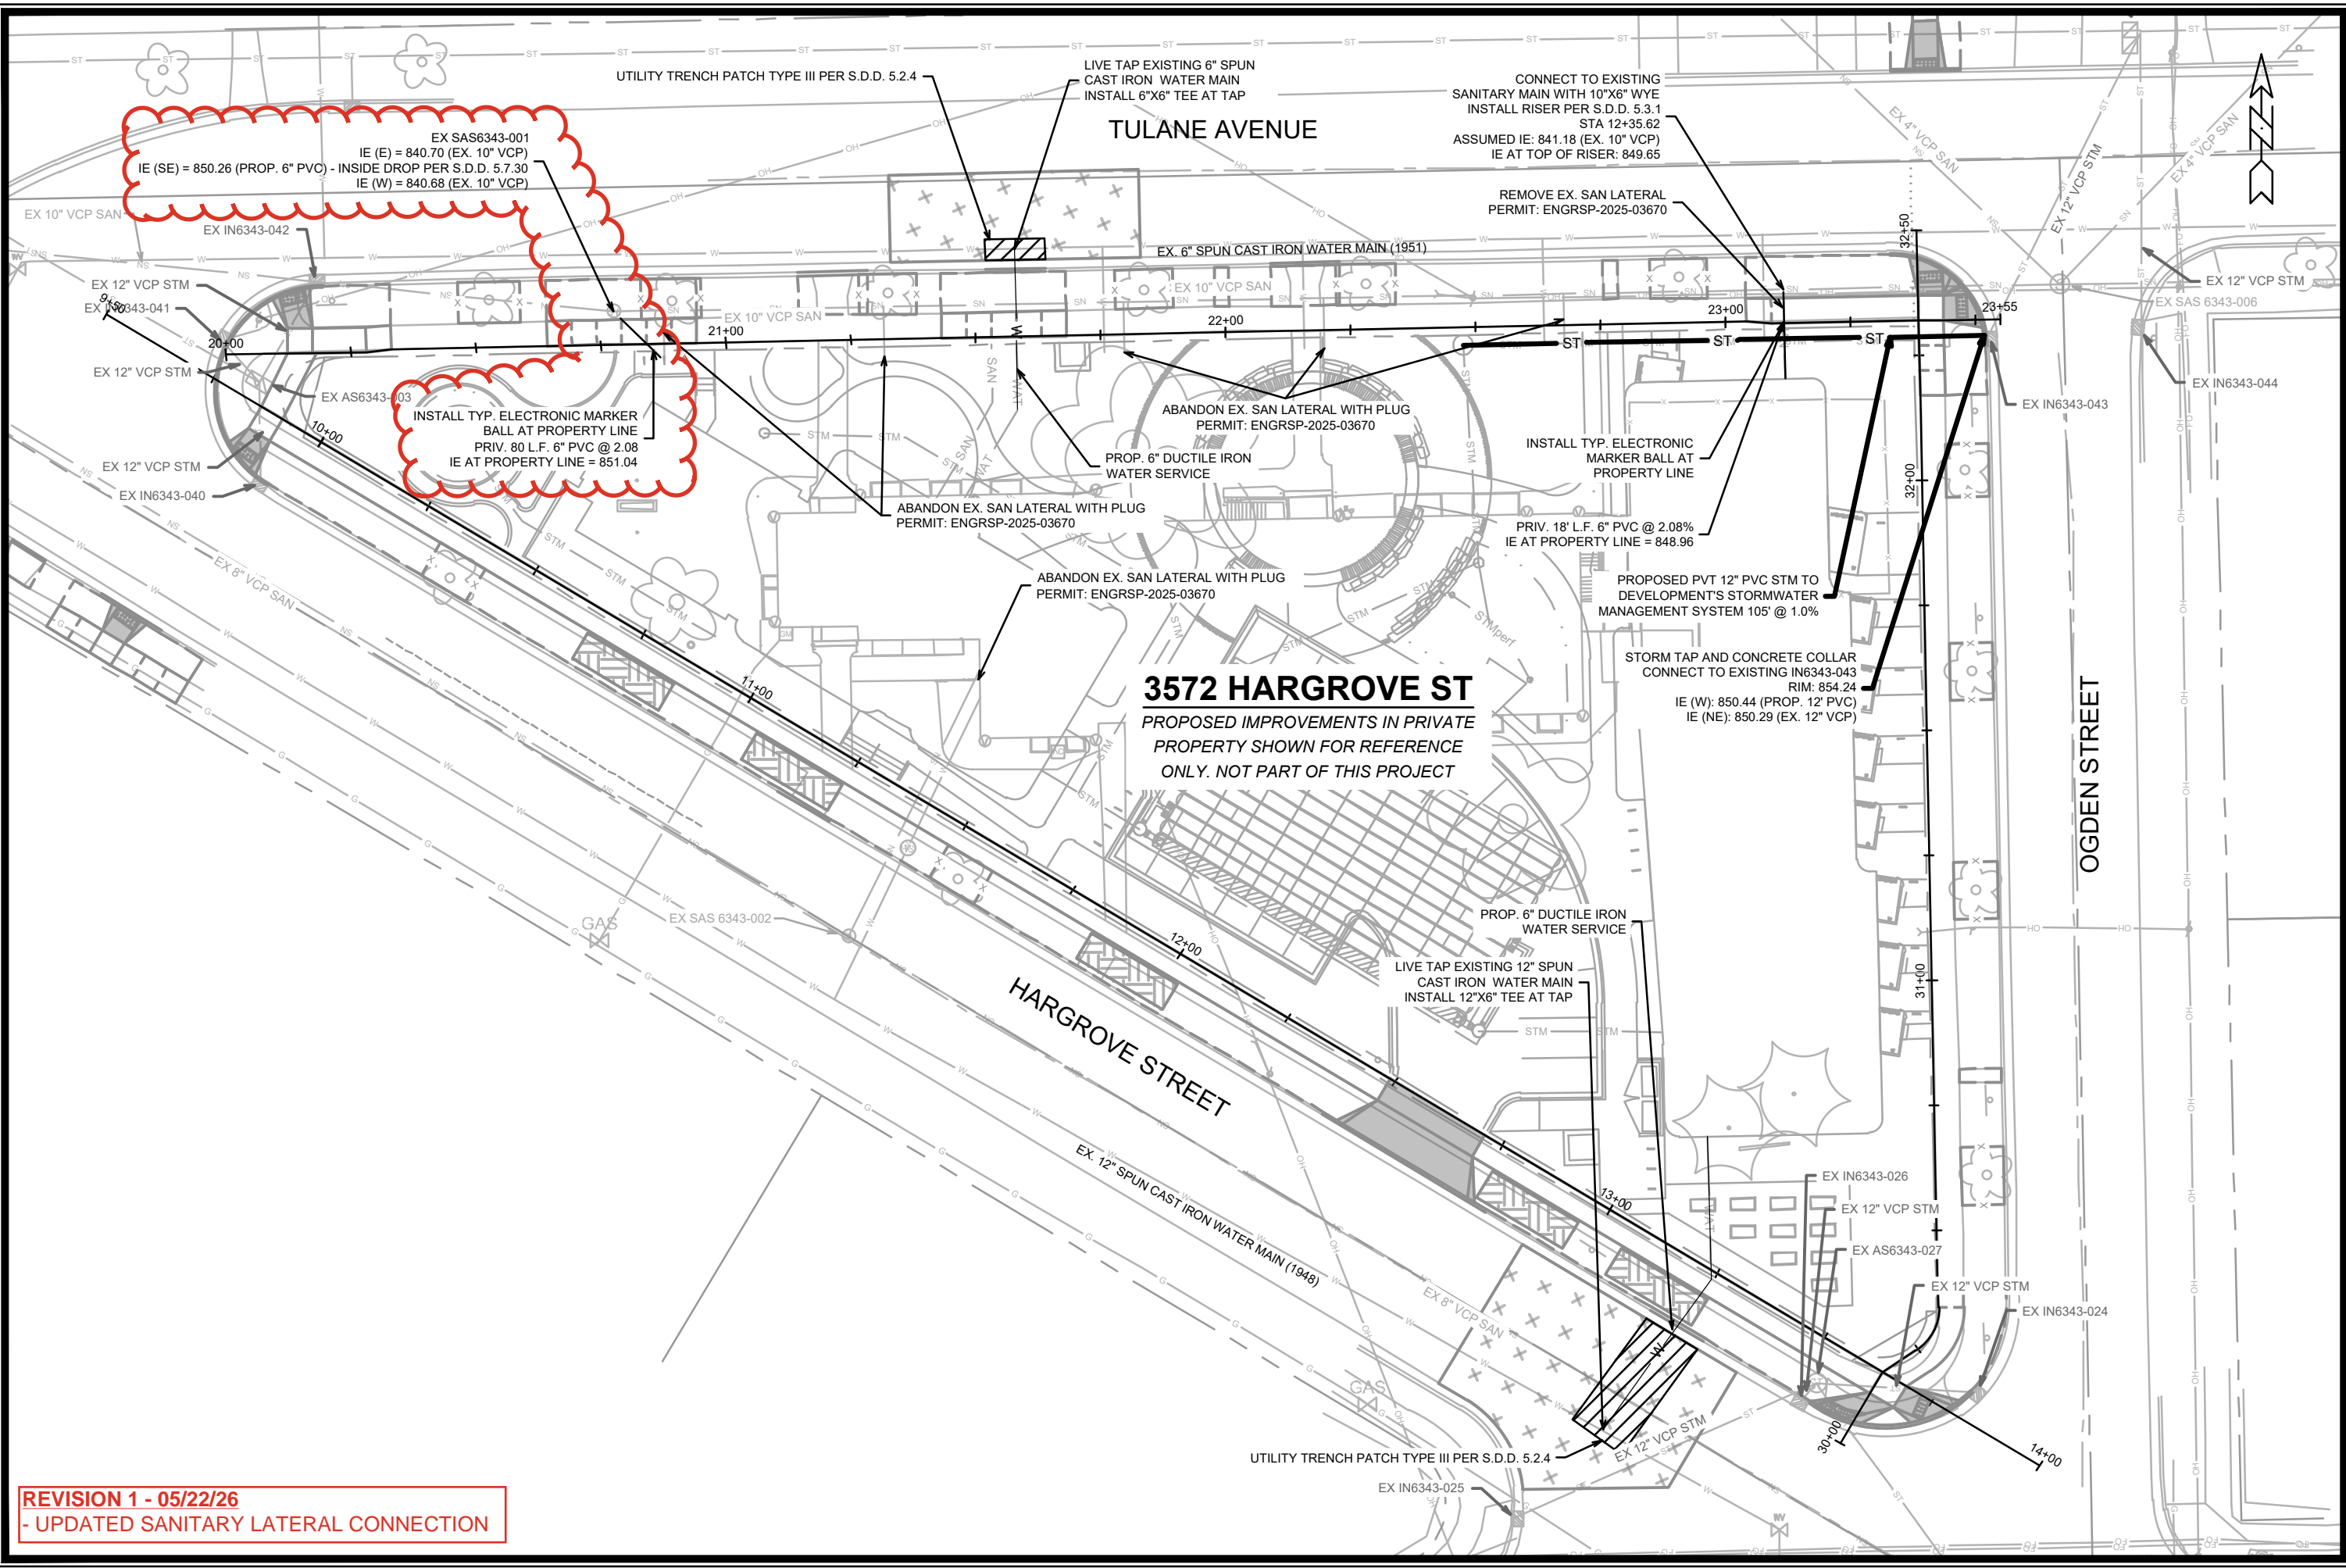 UTILITY TRENCH PATCH TYPE III PER S.D.D. 5.2.4
LIVE TAP EXISTING 6" SPUN
CAST IRON WATER MAIN
INSTALL 6"X6" TEE AT TAP
TULANE AVENUE
CONNECT TO EXISTING
SANITARY MAIN WITH 10"X6" WYE
INSTALL RISER PER S.D.D. 5.3.1
STA 12+35.62
ASSUMED IE: 841.18 (EX. 10" VCP)
IE AT TOP OF RISER: 849.65
EX SAS6343-001
IE (E) = 840.70 (EX. 10" VCP)
IE (SE) = 850.26 (PROP. 6" PVC) - INSIDE DROP PER S.D.D. 5.7.30
IE (W) = 840.68 (EX. 10" VCP)
REMOVE EX. SAN LATERAL
PERMIT: ENGRSP-2025-03670
EX 4" VCP SAN
EX 12" VCP STM
EX 4" VCP SAN
EX 10" VCP SAN
EX IN6343-042
EX. 6" SPUN CAST IRON WATER MAIN (1951)
32+50
EX 12" VCP STM
EX 12" VCP STM
EX IN6343-041
9+50
EX 10" VCP SAN
EX 10" VCP SAN
EX SAS 6343-006
20+00
21+00
22+00
23+00
23+55
EX 12" VCP STM
EX AS6343-003
EX IN6343-044
EX IN6343-043
INSTALL TYP. ELECTRONIC MARKER
BALL AT PROPERTY LINE
PRIV. 80 L.F. 6" PVC @ 2.08
IE AT PROPERTY LINE = 851.04
ABANDON EX. SAN LATERAL WITH PLUG
PERMIT: ENGRSP-2025-03670
10+00
EX 12" VCP STM
EX IN6343-040
PROP. 6" DUCTILE IRON
WATER SERVICE
INSTALL TYP. ELECTRONIC
MARKER BALL AT
PROPERTY LINE
32+00
ABANDON EX. SAN LATERAL WITH PLUG
PERMIT: ENGRSP-2025-03670
PRIV. 18' L.F. 6" PVC @ 2.08%
IE AT PROPERTY LINE = 848.96
EX 8" VCP SAN
ABANDON EX. SAN LATERAL WITH PLUG
PERMIT: ENGRSP-2025-03670
PROPOSED PVT 12" PVC STM TO
DEVELOPMENT'S STORMWATER
MANAGEMENT SYSTEM 105' @ 1.0%
STMperf
STORM TAP AND CONCRETE COLLAR
CONNECT TO EXISTING IN6343-043
RIM: 854.24
IE (W): 850.44 (PROP. 12' PVC)
IE (NE): 850.29 (EX. 12" VCP)
3572 HARGROVE ST
PROPOSED IMPROVEMENTS IN PRIVATE
PROPERTY SHOWN FOR REFERENCE
ONLY. NOT PART OF THIS PROJECT
11+00
OGDEN STREET
EX SAS 6343-002
GAS
PROP. 6" DUCTILE IRON
WATER SERVICE
12+00
LIVE TAP EXISTING 12" SPUN
CAST IRON WATER MAIN
INSTALL 12"X6" TEE AT TAP
31+00
HARGROVE STREET
EX. 12" SPUN CAST IRON WATER MAIN (1948)
13+00
EX IN6343-026
EX 12" VCP STM
EX AS6343-027
EX 12" VCP STM
EX IN6343-024
EX 8" VCP SAN
GAS
EX 12" VCP STM
30+00
14+00
UTILITY TRENCH PATCH TYPE III PER S.D.D. 5.2.4
EX IN6343-025
REVISION 1 - 05/22/26
- UPDATED SANITARY LATERAL CONNECTION